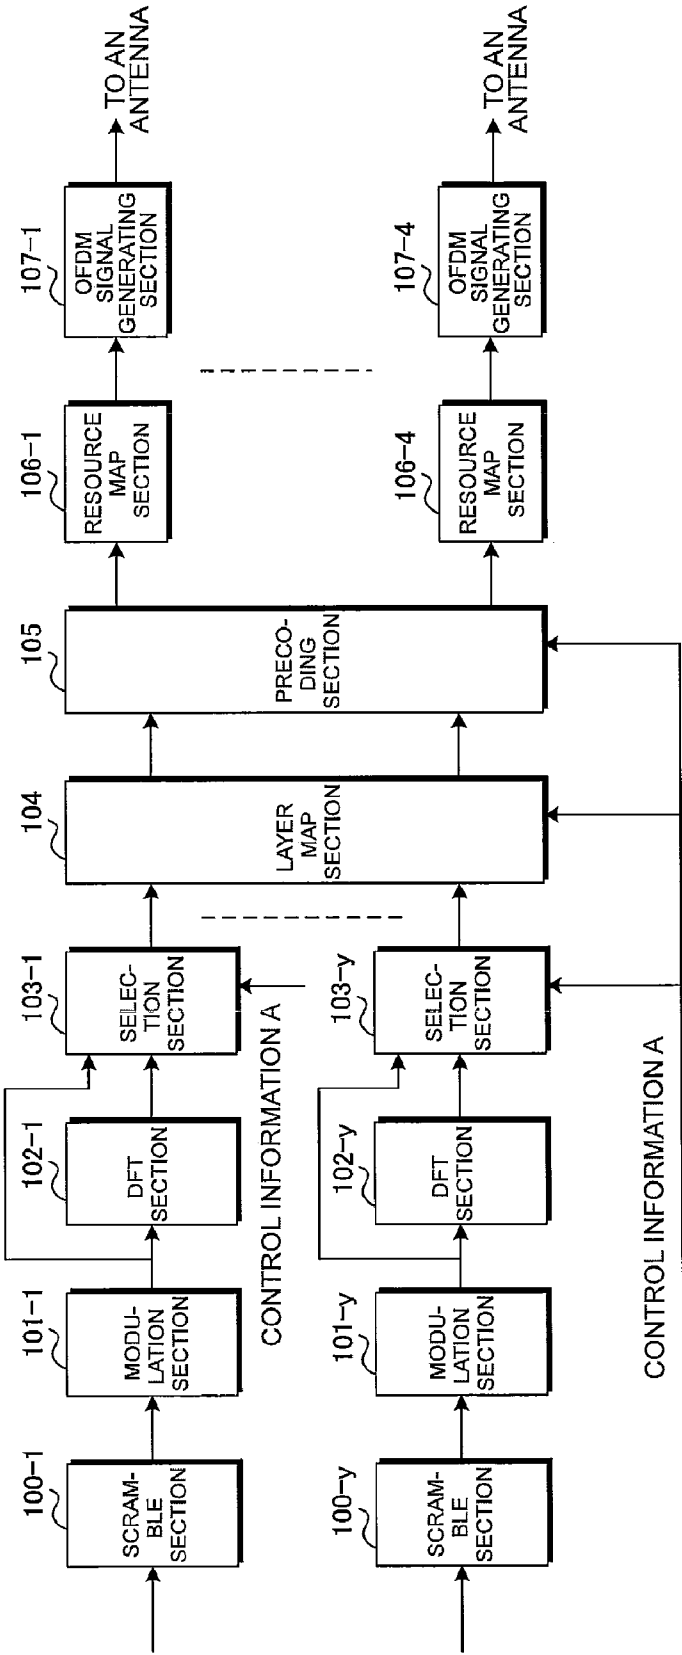 100-1
SCRAM-
BLE
SECTION
101-1
MODU-
LATION
SECTION
102-1
DFT
SECTION
103-1
SELEC-
TION
SECTION
CONTROL INFORMATION A
104
LAYER
MAP
SECTION
105
PRECO-
DING
SECTION
106-1
RESOURCE
MAP
SECTION
107-1
OFDM
SIGNAL
GENERATING
SECTION
TO AN
ANTENNA
100-y
SCRAM-
BLE
SECTION
101-y
MODU-
LATION
SECTION
102-y
DFT
SECTION
103-y
SELEC-
TION
SECTION
106-4
RESOURCE
MAP
SECTION
107-4
OFDM
SIGNAL
GENERATING
SECTION
TO AN
ANTENNA
CONTROL INFORMATION A